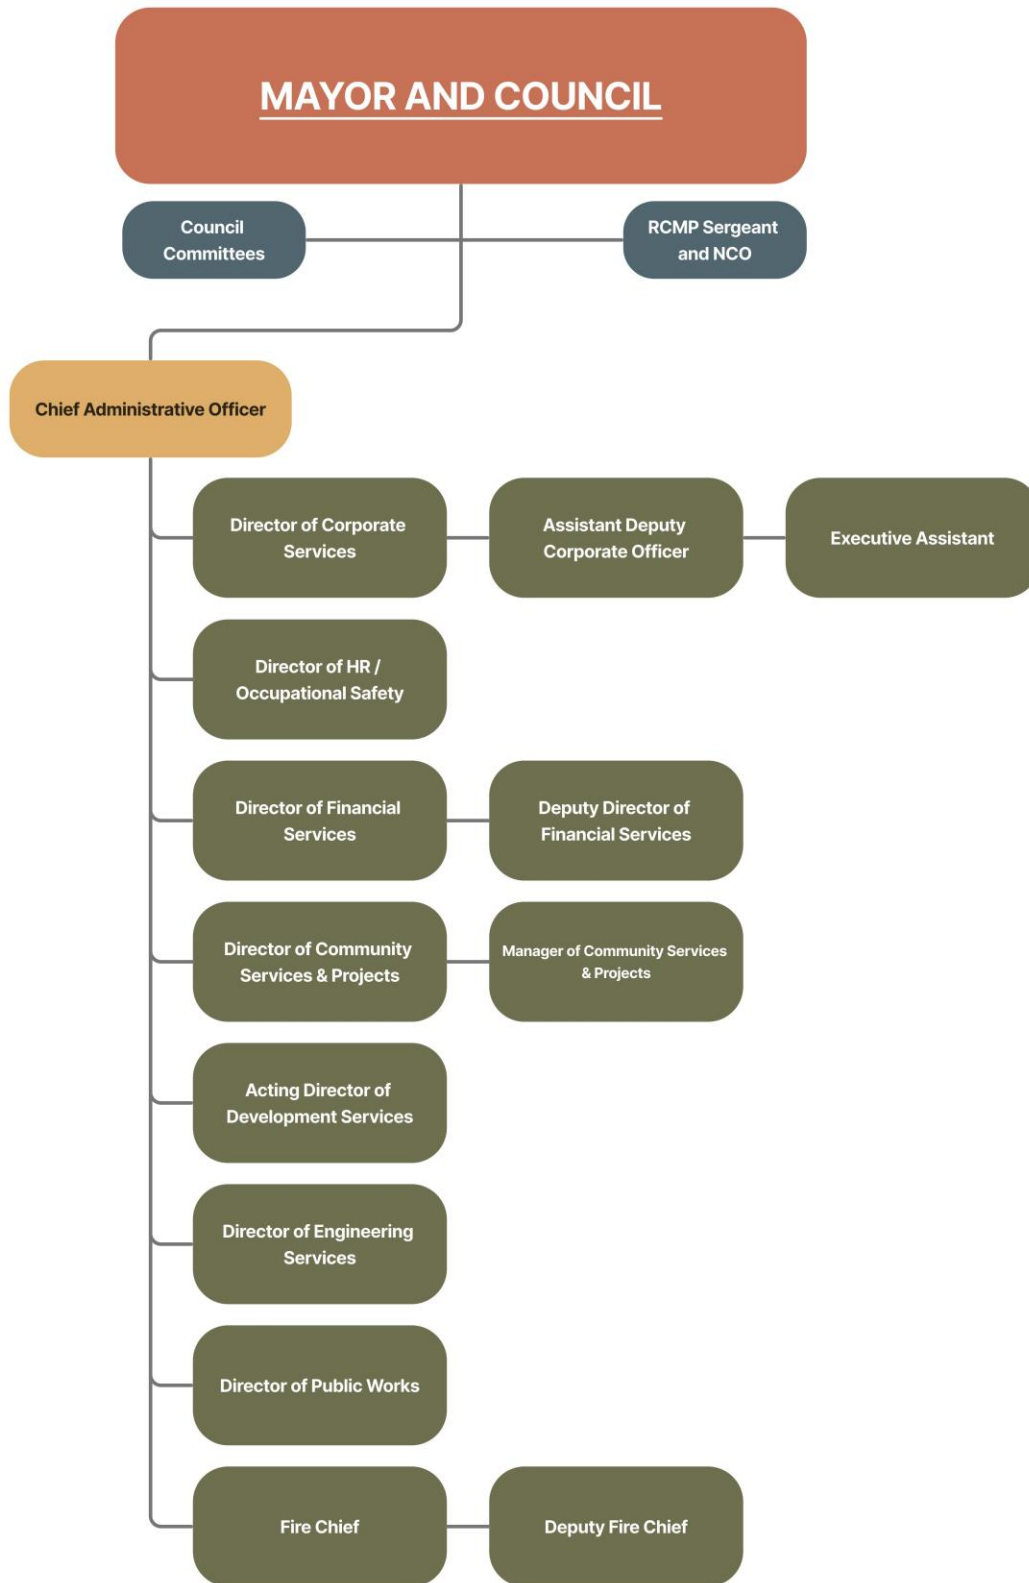 MAYOR AND COUNCIL
Council
Committees
RCMP Sergeant
and NCO
Chief Administrative Officer
Director of Corporate
Services
Assistant Deputy
Corporate Officer
Executive Assistant
Director of HR /
Occupational Safety
Director of Financial
Services
Deputy Director of
Financial Services
Director of Community
Services & Projects
Manager of Community Services
& Projects
Acting Director of
Development Services
Director of Engineering
Services
Director of Public Works
Fire Chief
Deputy Fire Chief